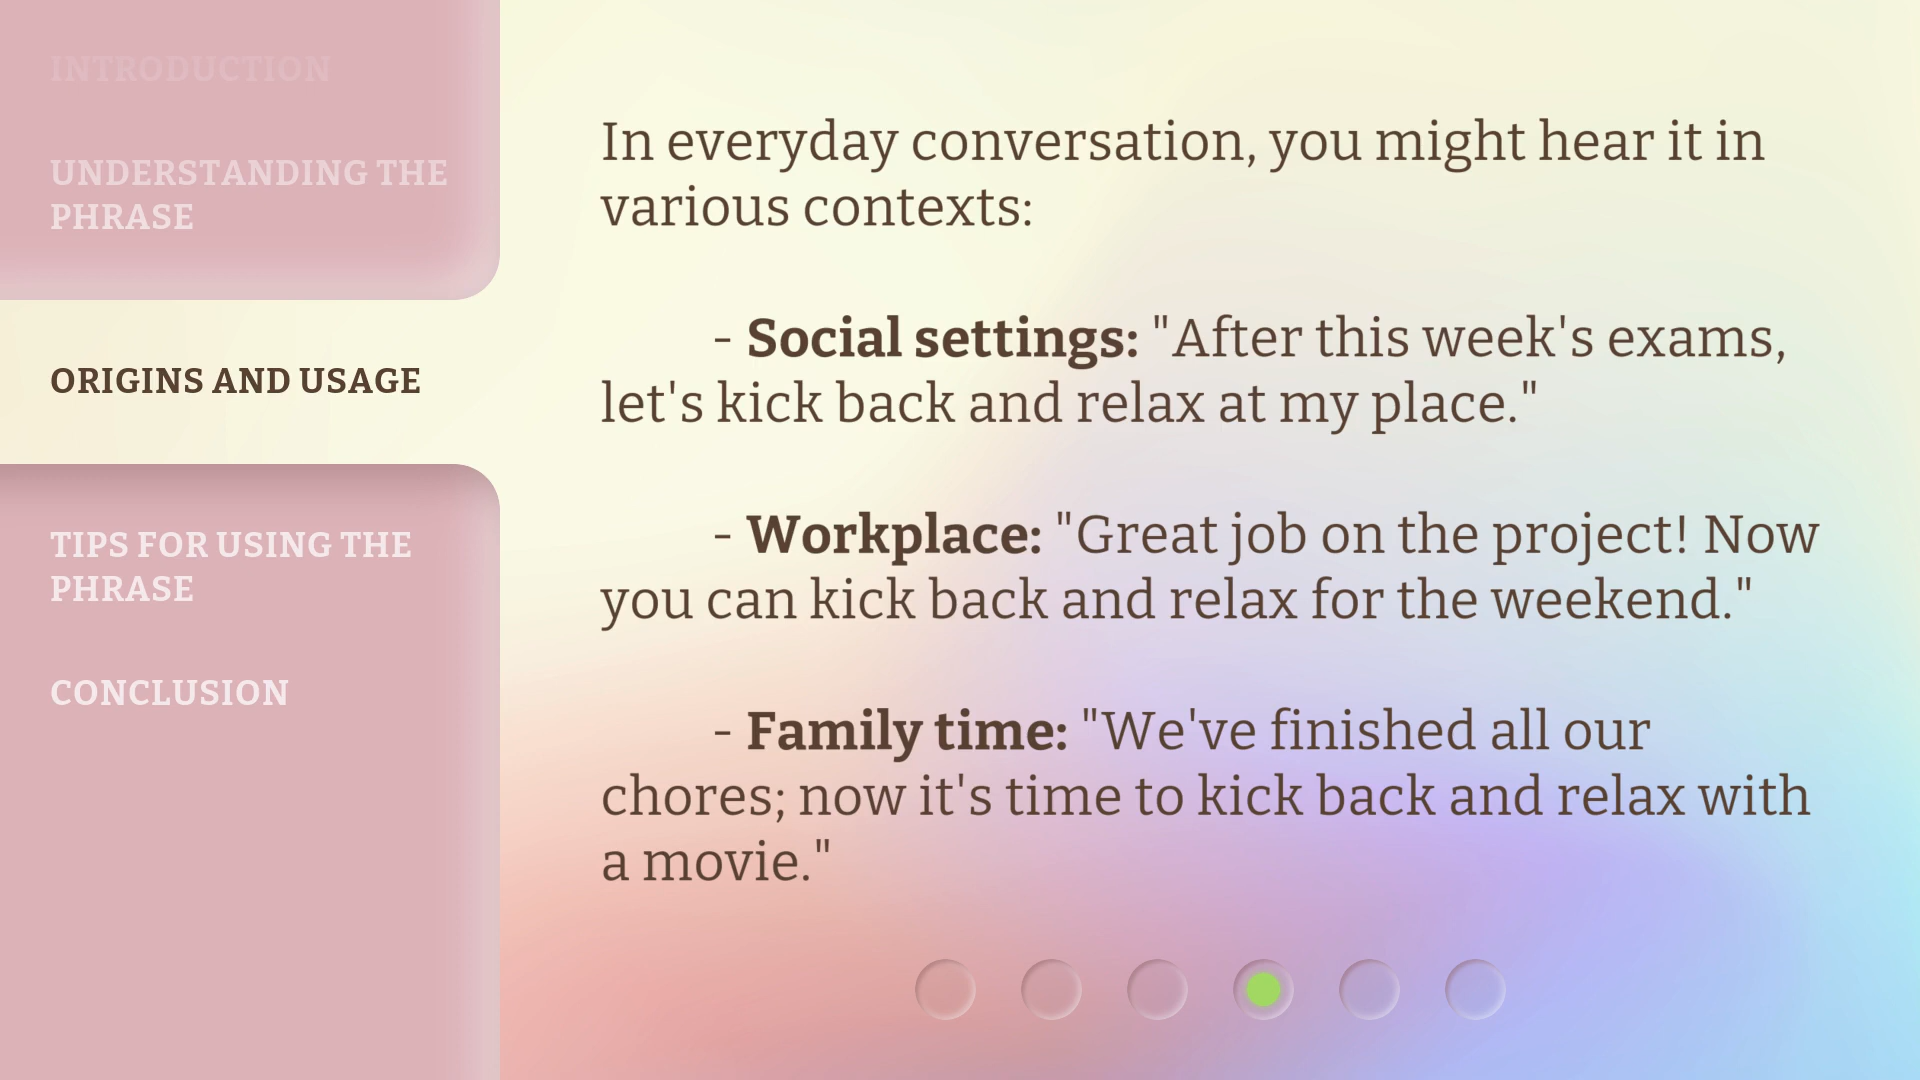 INTRODUCTION
UNDERSTANDING THE
PHRASE
ORIGINS AND USAGE
TIPS FOR USING THE
PHRASE
CONCLUSION
In everyday conversation, you might hear it in
various contexts:
- Social settings: "After this week's exams,
let's kick back and relax at my place."
- Workplace: "Great job on the project! Now
you can kick back and relax for the weekend."
- Family time: "We've finished all our
chores; now it's time to kick back and relax with
a movie."